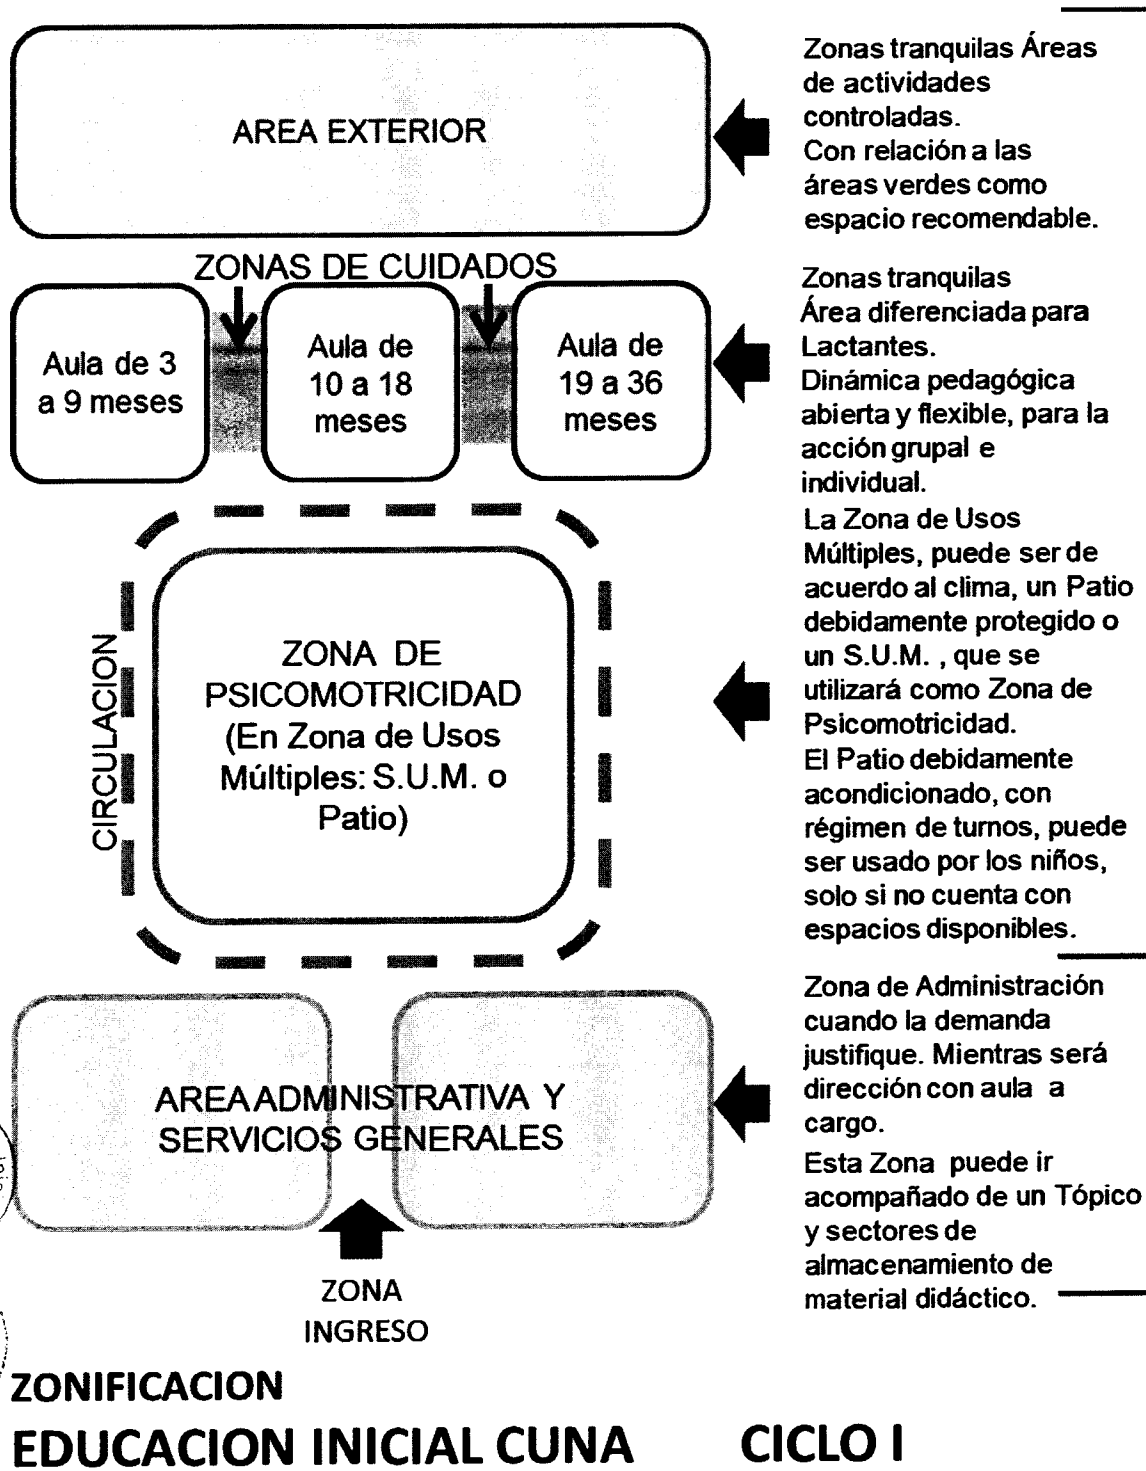 AREA EXTERIOR
Zonas tranquilas Áreas
de actividades
controladas.
Con relación a las
áreas verdes como
espacio recomendable.
ZONAS DE CUIDADOS
Aula de 3
a 9 meses
Aula de
10 a 18
meses
Aula de
19 a 36
meses
Zonas tranquilas
Área diferenciada para
Lactantes.
Dinámica pedagógica
abierta y flexible, para la
acción grupal e
individual.
CIRCULACION
ZONA DE
PSICOMOTRICIDAD
(En Zona de Usos
Múltiples: S.U.M. o
Patio)
La Zona de Usos
Múltiples, puede ser de
acuerdo al clima, un Patio
debidamente protegido o
un S.U.M. , que se
utilizará como Zona de
Psicomotricidad.
El Patio debidamente
acondicionado, con
régimen de turnos, puede
ser usado por los niños,
solo si no cuenta con
espacios disponibles.
AREA ADMINISTRATIVA Y
SERVICIOS GENERALES
Zona de Administración
cuando la demanda
justifique. Mientras será
dirección con aula a
cargo.
Esta Zona puede ir
acompañado de un Tópico
y sectores de
almacenamiento de
material didáctico.
ZONA
INGRESO
ZONIFICACION
EDUCACION INICIAL CUNA CICLO I